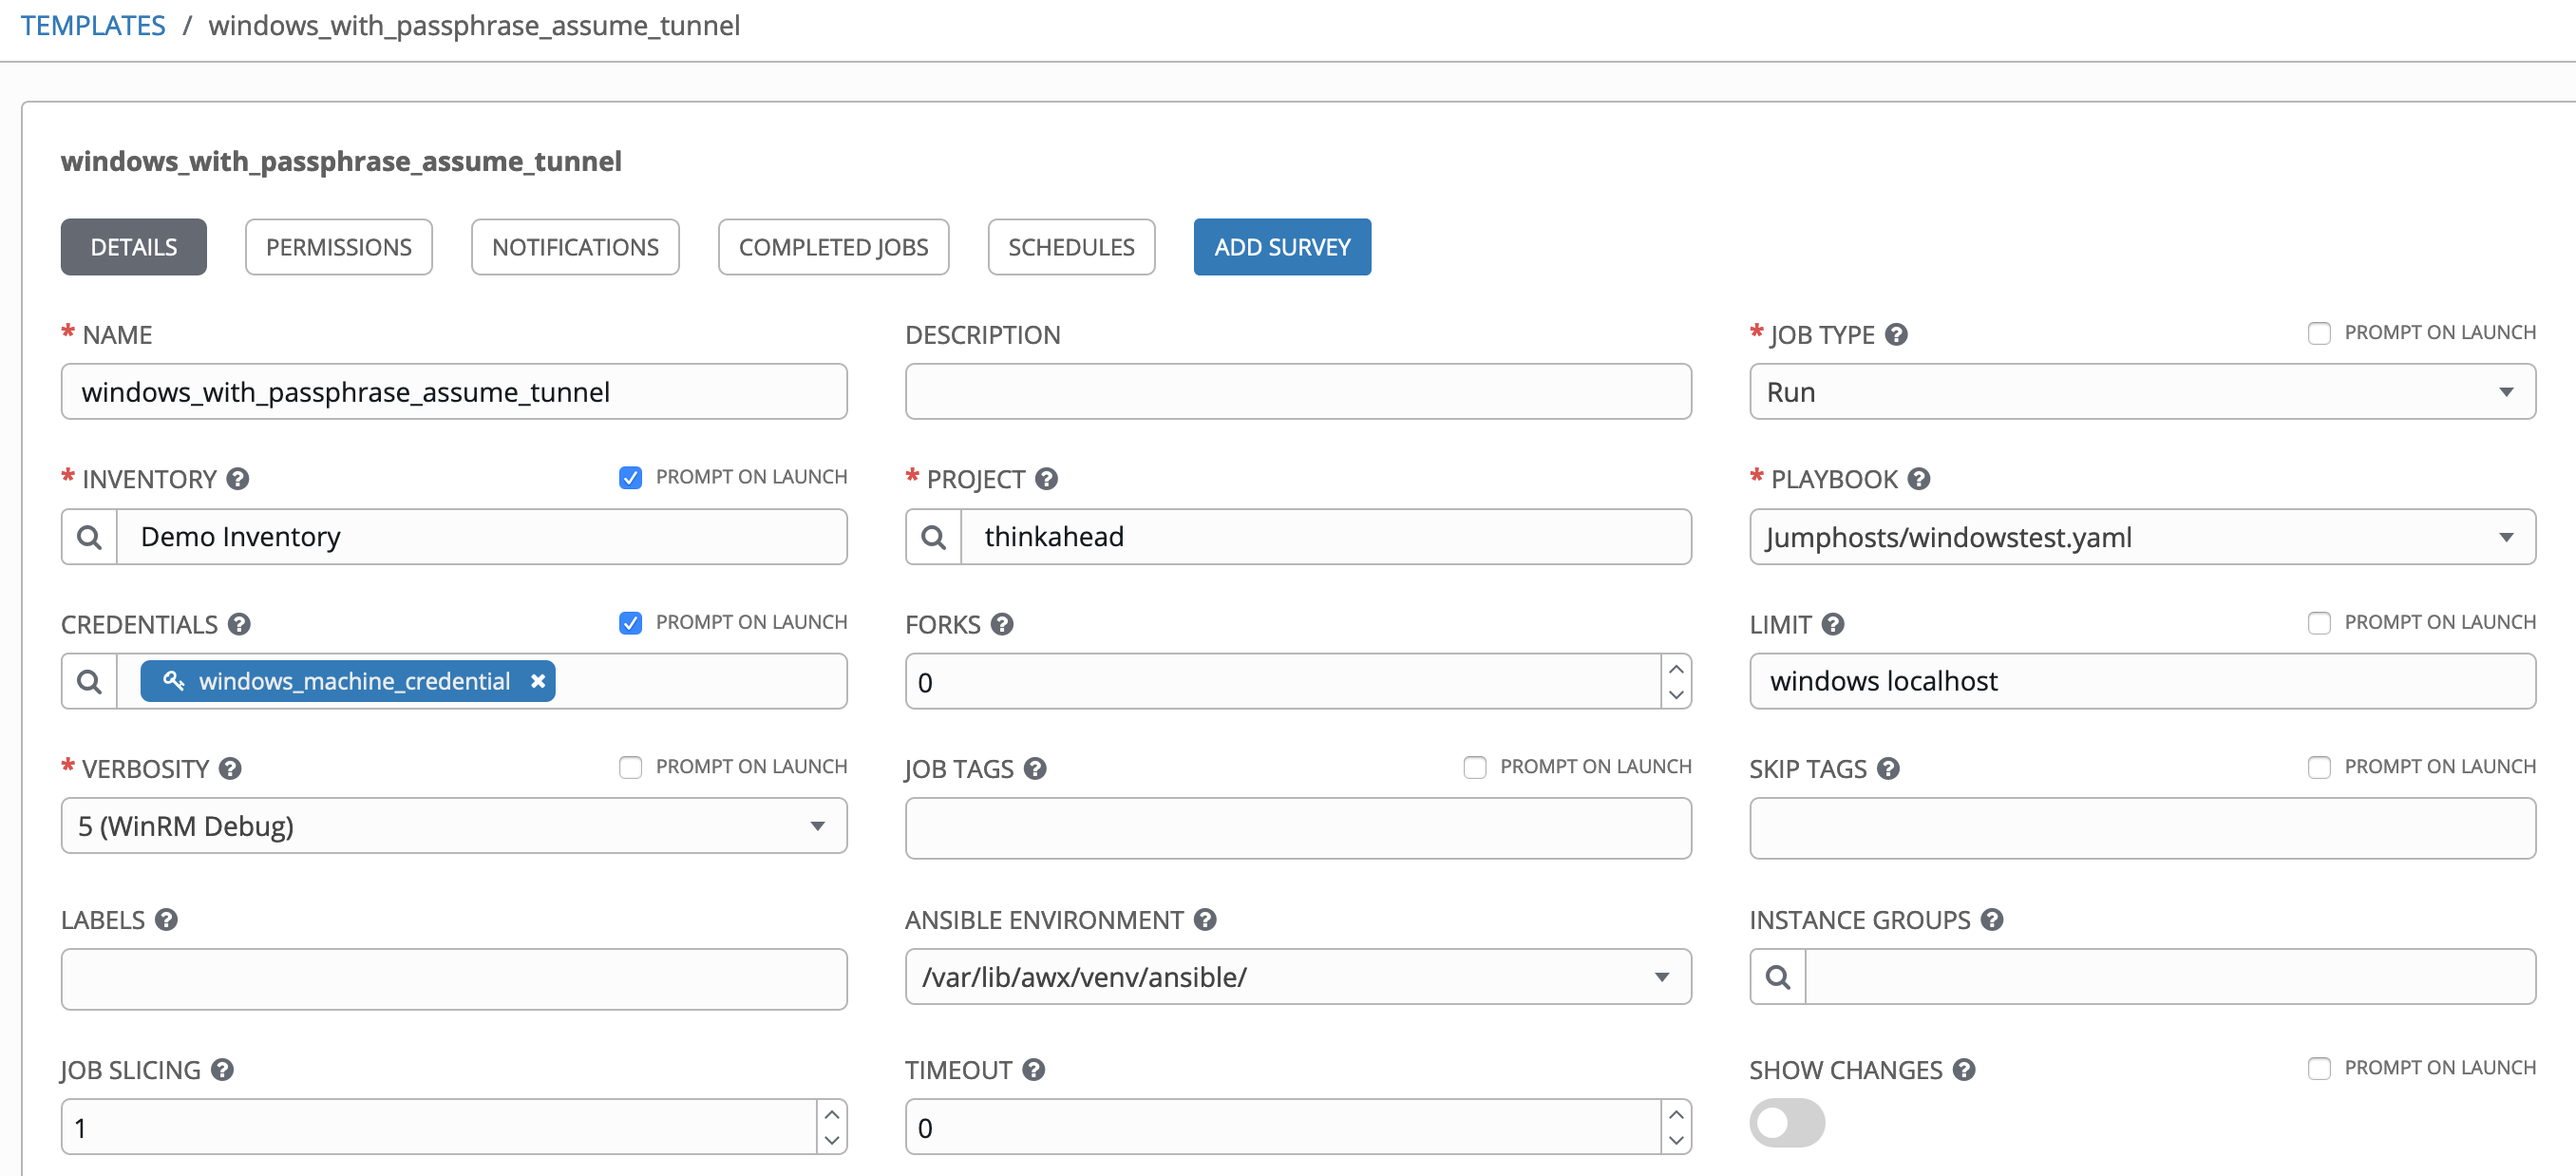 TEMPLATES / windows_with_passphrase_assume_tunnel
windows_with_passphrase_assume_tunnel
DETAILS PERMISSIONS NOTIFICATIONS COMPLETED JOBS SCHEDULES ADD SURVEY
* NAME DESCRIPTION * JOB TYPE ? PROMPT ON LAUNCH
windows_with_passphrase_assume_tunnel Run
* INVENTORY ? PROMPT ON LAUNCH * PROJECT ? * PLAYBOOK ?
Demo Inventory thinkahead Jumphosts/windowstest.yaml
CREDENTIALS ? PROMPT ON LAUNCH FORKS ? LIMIT ? PROMPT ON LAUNCH
windows_machine_credential × 0 windows localhost
* VERBOSITY ? PROMPT ON LAUNCH JOB TAGS ? PROMPT ON LAUNCH SKIP TAGS ? PROMPT ON LAUNCH
5 (WinRM Debug)
LABELS ? ANSIBLE ENVIRONMENT ? INSTANCE GROUPS ?
/var/lib/awx/venv/ansible/
JOB SLICING ? TIMEOUT ? SHOW CHANGES ? PROMPT ON LAUNCH
1 0